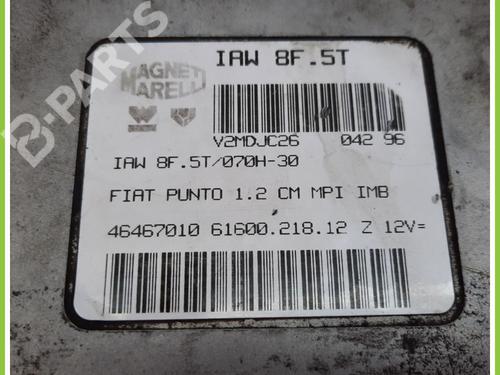 B-PARTS
IAW 8F.5T
MAGNETI
MARELLI
V2MDJC26 04 96
IAW 8F.5T/070H-30
FIAT PUNTO 1.2 CM MPI IMB
46467010 61600.218.12 Z 12V=